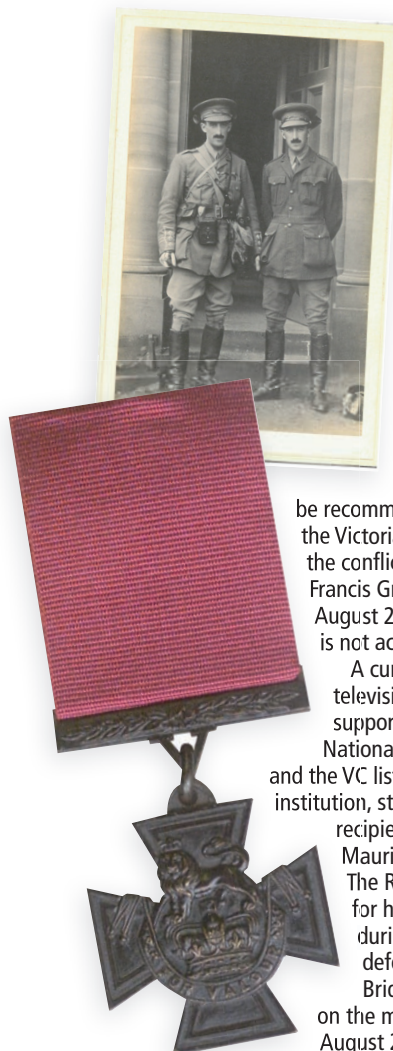 be recomm
the Victoria
the conflic
Francis Gr
August 2
is not ac
A cur
televisi
suppor
National
and the VC list
institution, st
recipie
Mauri
The R
for h
duri
defe
Bric
on the m
August 2
FOR VALOUR